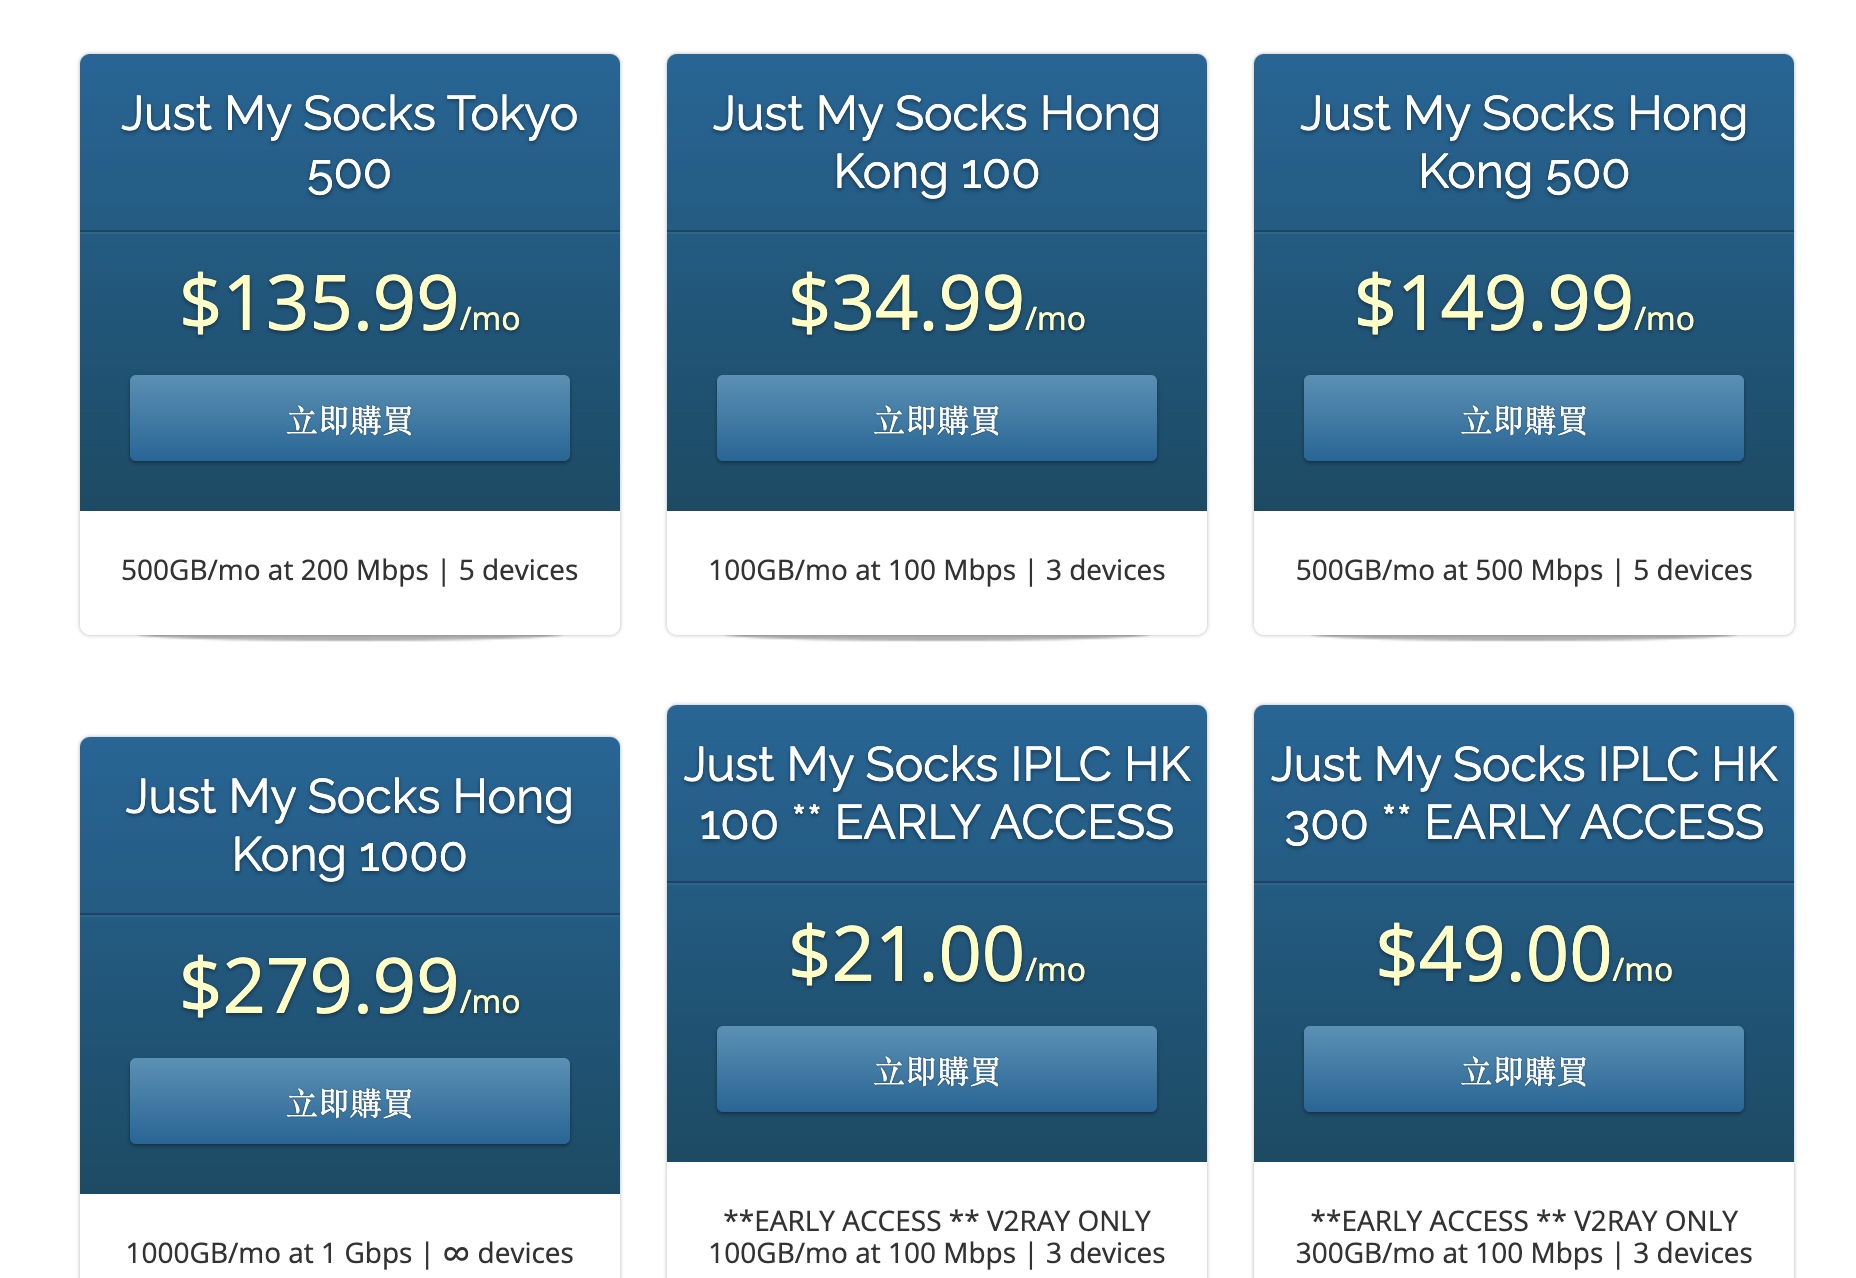 Just My Socks Tokyo
500
$135.99/mo
立即購買
500GB/mo at 200 Mbps | 5 devices
Just My Socks Hong
Kong 100
$34.99/mo
立即購買
100GB/mo at 100 Mbps | 3 devices
Just My Socks Hong
Kong 500
$149.99/mo
立即購買
500GB/mo at 500 Mbps | 5 devices
Just My Socks Hong
Kong 1000
$279.99/mo
立即購買
1000GB/mo at 1 Gbps | ∞ devices
Just My Socks IPLC HK
100 ** EARLY ACCESS
$21.00/mo
立即購買
**EARLY ACCESS ** V2RAY ONLY
100GB/mo at 100 Mbps | 3 devices
Just My Socks IPLC HK
300 ** EARLY ACCESS
$49.00/mo
立即購買
**EARLY ACCESS ** V2RAY ONLY
300GB/mo at 100 Mbps | 3 devices